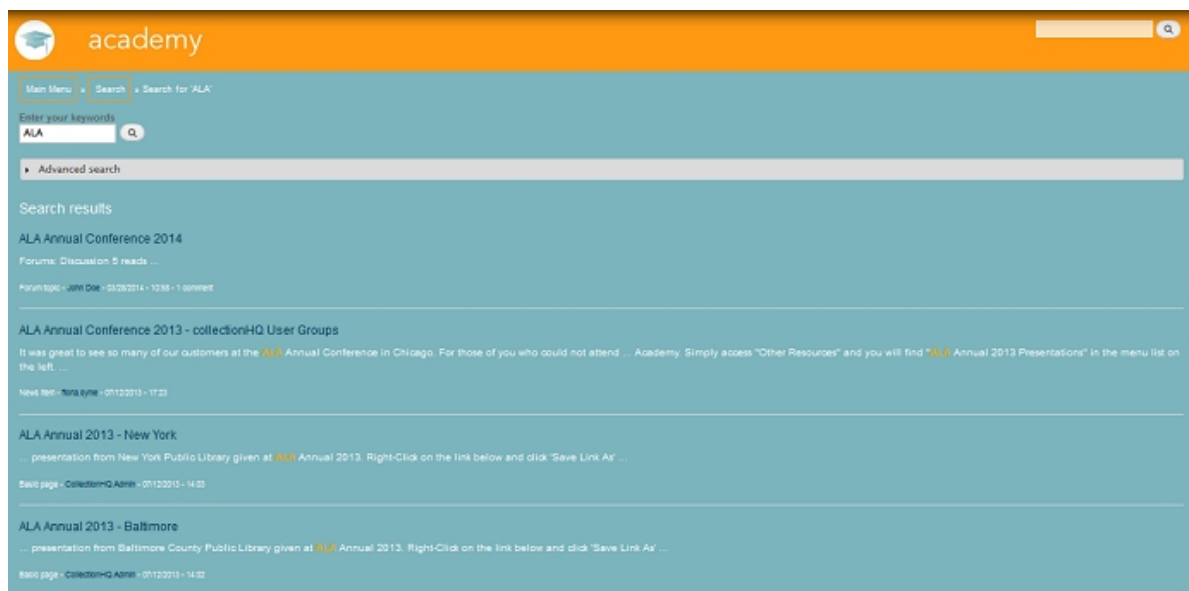 academy
Main Menu » Search » Search for 'ALA'
Enter your keywords
ALA
Advanced search
Search results
ALA Annual Conference 2014
Forums: Discussion 5 reads ...
Forum topic - John Doe - 03/28/2014 - 10:56 - 1 comment
ALA Annual Conference 2013 - collectionHQ User Groups
It was great to see so many of our customers at the ALA Annual Conference in Chicago. For those of you who could not attend ... Academy. Simply access "Other Resources" and you will find "ALA Annual 2013 Presentations" in the menu list on
the left. ...
News item - fiona.syme - 07/12/2013 - 17:23
ALA Annual 2013 - New York
... presentation from New York Public Library given at ALA Annual 2013. Right-Click on the link below and click 'Save Link As' ...
Basic page - CollectionHQ Admin - 07/12/2013 - 14:03
ALA Annual 2013 - Baltimore
... presentation from Baltimore County Public Library given at ALA Annual 2013. Right-Click on the link below and click 'Save Link As' ...
Basic page - CollectionHQ Admin - 07/12/2013 - 14:02